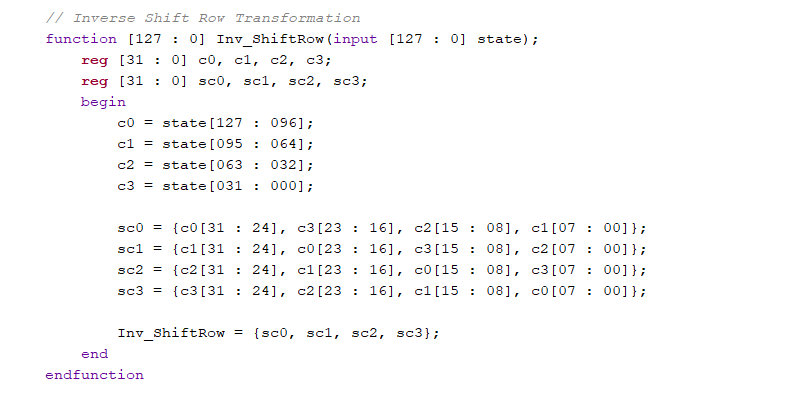 // Inverse Shift Row Transformation
function [127 : 0] Inv_ShiftRow(input [127 : 0] state);
reg [31 : 0] c0, c1, c2, c3;
reg [31 : 0] sc0, sc1, sc2, sc3;
begin
c0 = state[127 : 096];
c1 = state[095 : 064];
c2 = state[063 : 032];
c3 = state[031 : 000];
sc0 = {c0[31 : 24], c3[23 : 16], c2[15 : 08], c1[07 : 00]};
sc1 = {c1[31 : 24], c0[23 : 16], c3[15 : 08], c2[07 : 00]};
sc2 = {c2[31 : 24], c1[23 : 16], c0[15 : 08], c3[07 : 00]};
sc3 = {c3[31 : 24], c2[23 : 16], c1[15 : 08], c0[07 : 00]};
Inv_ShiftRow = {sc0, sc1, sc2, sc3};
end
endfunction